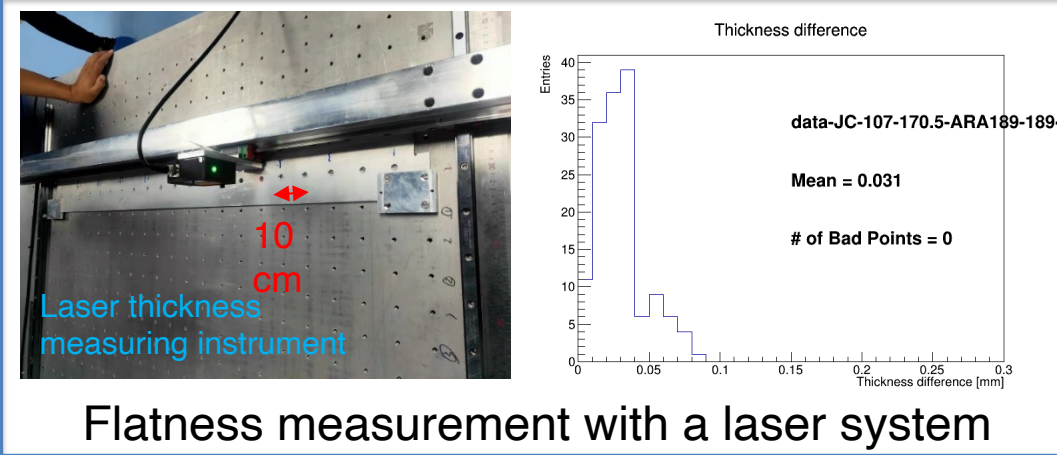 10
cm
Laser thickness
measuring instrument
Thickness difference
Entries
40
35
30
25
20
15
10
5
0
data-JC-107-170.5-ARA189-189-
Mean = 0.031
# of Bad Points = 0
0 0.05 0.1 0.15 0.2 0.25 0.3
Thickness difference [mm]
Flatness measurement with a laser system